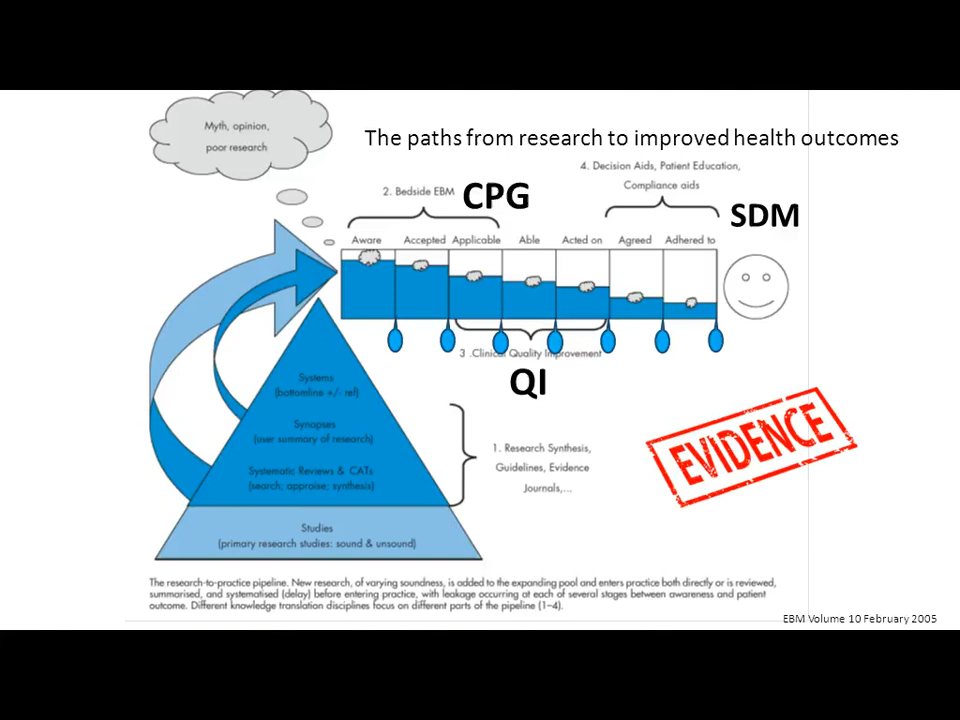 Myth, opinion,
poor research
The paths from research to improved health outcomes
4. Decision Aids, Patient Education,
Compliance aids
2. Bedside EBM
CPG
SDM
Aware Accepted Applicable Able Acted on Agreed Adhered to
3 .Clinical Quality Improvement
QI
Systems
(bottomline +/- ref)
Synopses
(user summary of research)
Systematic Reviews & CATs
(search; appraise; synthesis)
1. Research Synthesis,
Guidelines, Evidence
Journals,...
EVIDENCE
Studies
(primary research studies: sound & unsound)
The research-to-practice pipeline. New research, of varying soundness, is added to the expanding pool and enters practice both directly or is reviewed,
summarised, and systematised (delay) before entering practice, with leakage occurring at each of several stages between awareness and patient
outcome. Different knowledge translation disciplines focus on different parts of the pipeline (1–4).
EBM Volume 10 February 2005